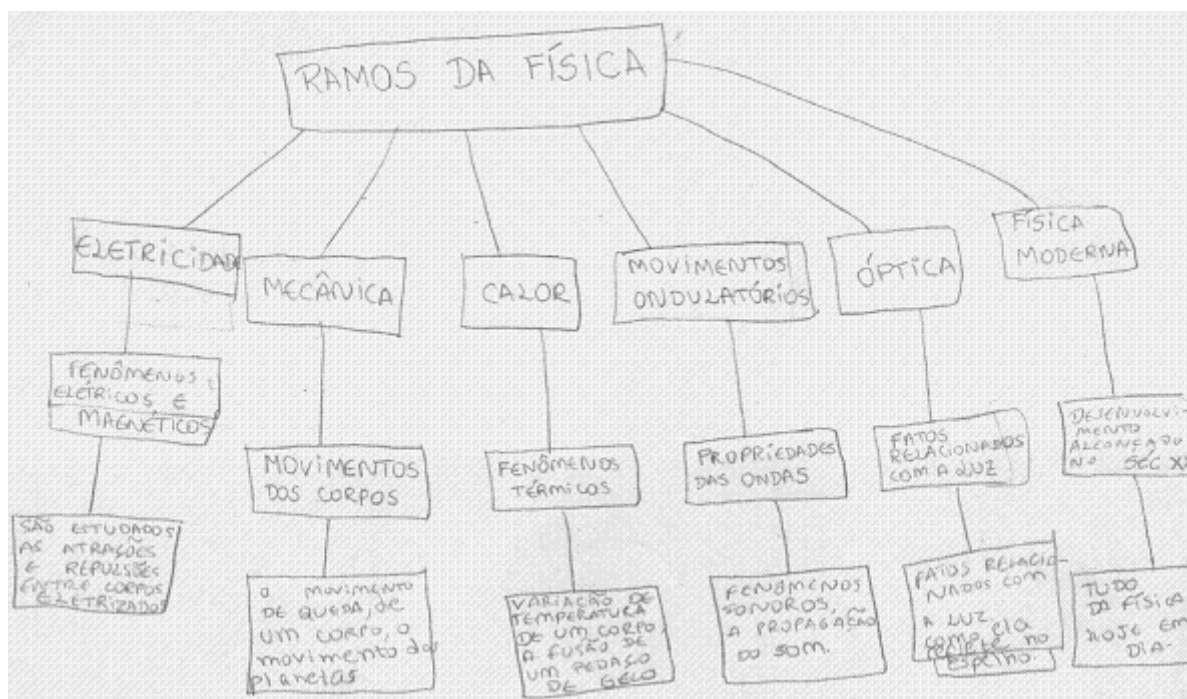 RAMOS DA FÍSICA
ELETRICIDADE
MECÂNICA
CALOR
MOVIMENTOS
ONDULATÓRIOS
ÓPTICA
FÍSICA
MODERNA
FENÔMENOS
ELÉTRICOS E
MAGNÉTICOS
MOVIMENTOS
DOS CORPOS
FENÔMENOS
TÉRMICOS
PROPRIEDADES
DAS ONDAS
FATOS
RELACIONADOS
COM A LUZ
DESENVOLVI-
MENTO
ALCONÇADO
NO SÉC
SÃO ESTUDADOS
AS ATRAÇÕES
E REPULSÕES
ENTRE CORPOS
ELETRIZADOS
O MOVIMENTO
DE QUEDA, de
UM CORPO, O
movimento dos
planetas
VARIAÇÃO DE
TEMPERATURA
DE UM CORPO,
A FUSÃO DE
UM PEDAÇO
DE GELO
FENÔMENOS
SONOROS,
A PROPAGAÇÃO
DO SOM.
FATOS RELACIO-
NADOS COM
A LUZ
como ela
no
ESPELHO.
TUDO
DA FÍSICA
HOJE EM
DIA.